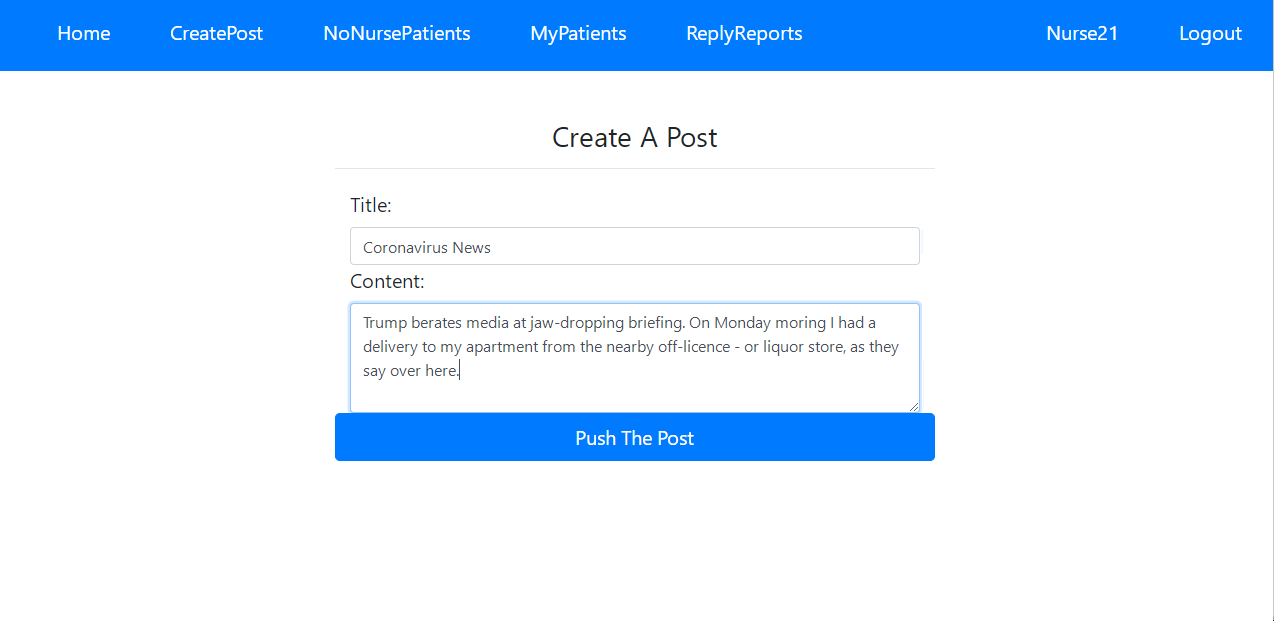 Home CreatePost NoNursePatients MyPatients ReplyReports Nurse21 Logout
Create A Post
Title:
Coronavirus News
Content:
Trump berates media at jaw-dropping briefing. On Monday moring I had a
delivery to my apartment from the nearby off-licence - or liquor store, as they
say over here.
Push The Post